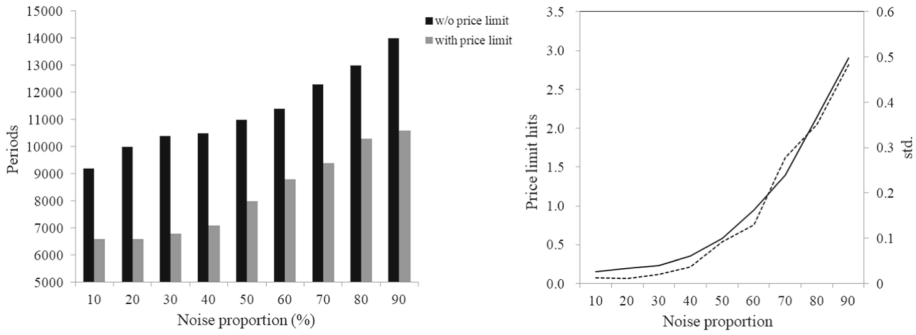 15000
14000
13000
12000
11000
10000
9000
8000
7000
6000
5000
Periods
10 20 30 40 50 60 70 80 90
Noise proportion (%)
w/o price limit
with price limit
3.5
3.0
2.5
2.0
1.5
1.0
0.5
0.0
Price limit hits
10 20 30 40 50 60 70 80 90
Noise proportion
0.6
0.5
0.4
0.3
0.2
0.1
0
std.